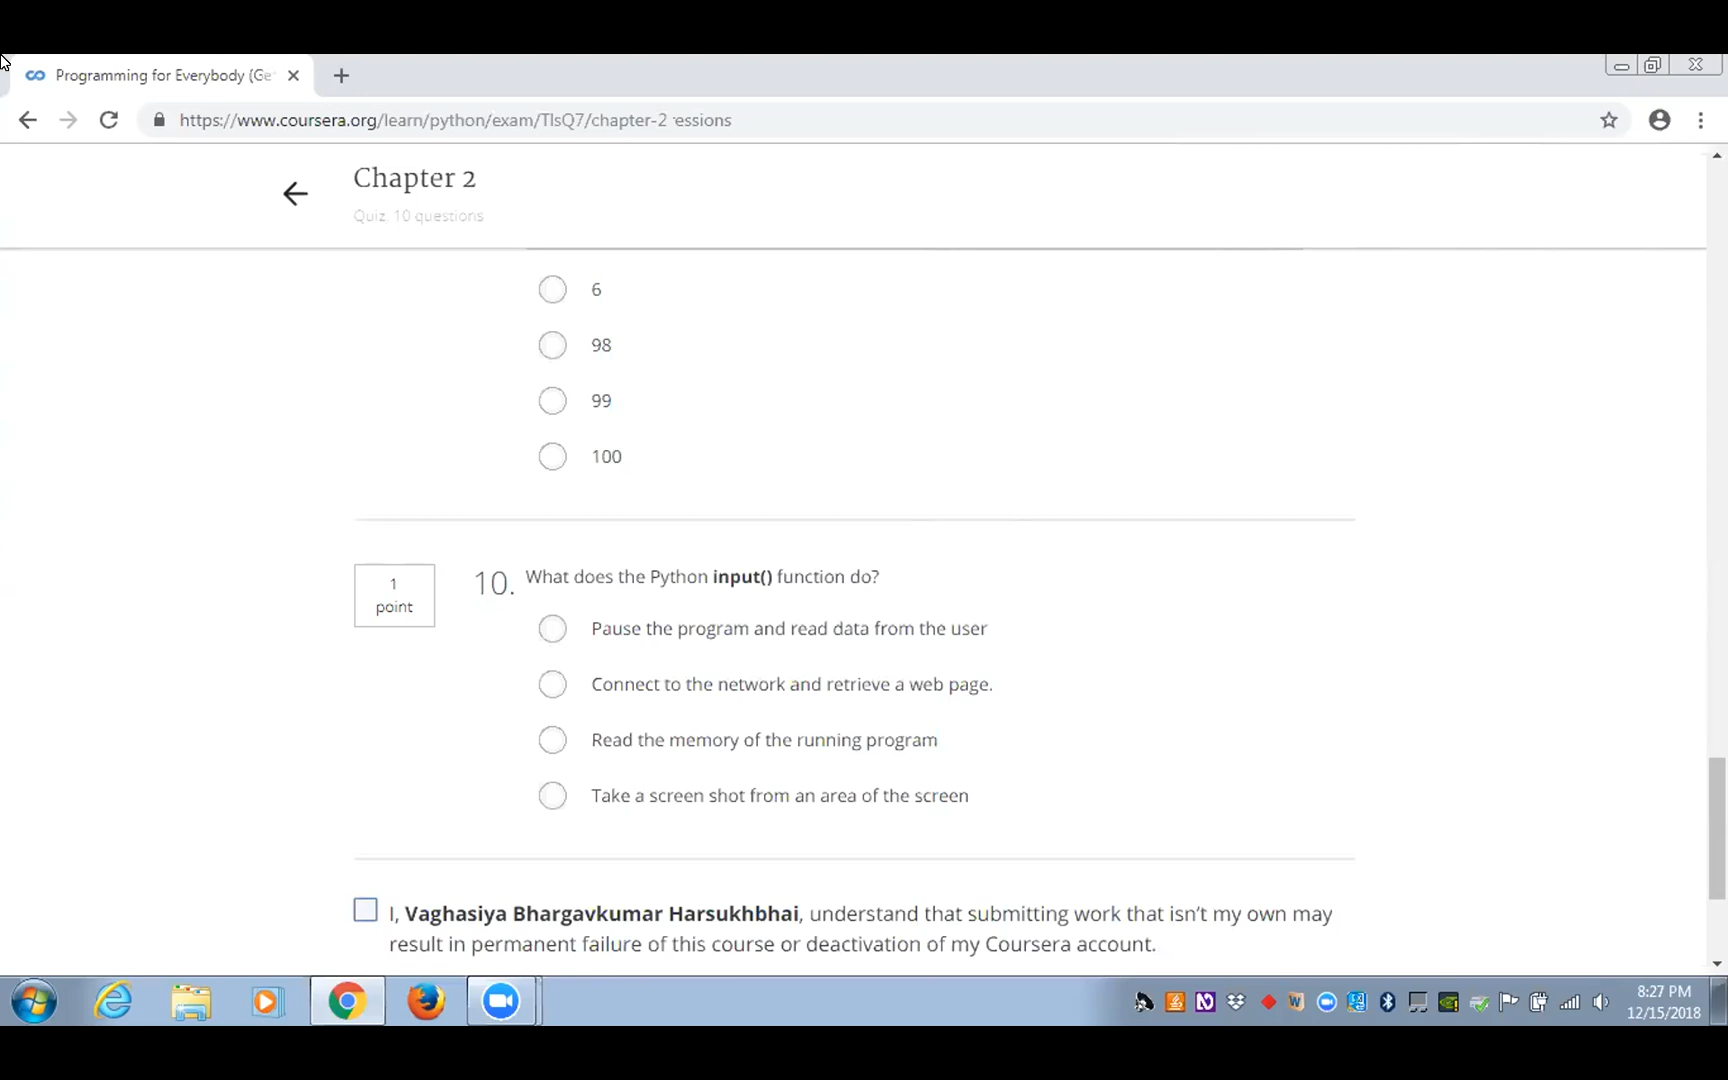 Programming for Everybody (Ge
https://www.coursera.org/learn/python/exam/TlsQ7/chapter-2
essions
Chapter 2
Quiz, 10 questions
6
98
99
100
1
point
10.
What does the Python input() function do?
Pause the program and read data from the user
Connect to the network and retrieve a web page.
Read the memory of the running program
Take a screen shot from an area of the screen
I, Vaghasiya Bhargavkumar Harsukhbhai, understand that submitting work that isn't my own may
result in permanent failure of this course or deactivation of my Coursera account.
8:27 PM
12/15/2018